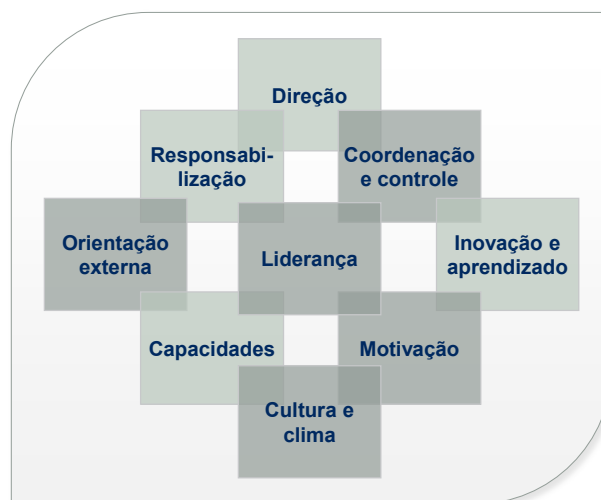 Direção
Responsabi-
lização
Coordenação
e controle
Orientação
externa
Liderança
Inovação e
aprendizado
Capacidades
Motivação
Cultura e
clima